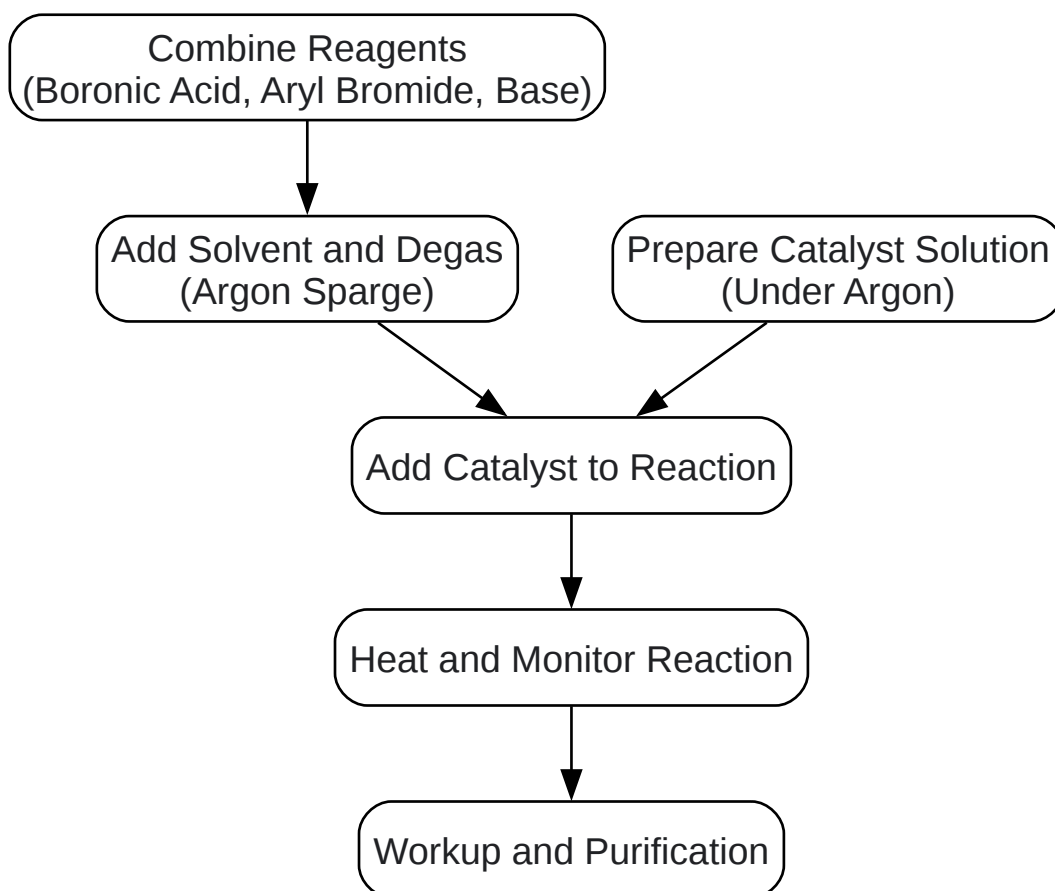 Combine Reagents
(Boronic Acid, Aryl Bromide, Base)
Add Solvent and Degas
(Argon Sparge)
Prepare Catalyst Solution
(Under Argon)
Add Catalyst to Reaction
Heat and Monitor Reaction
Workup and Purification